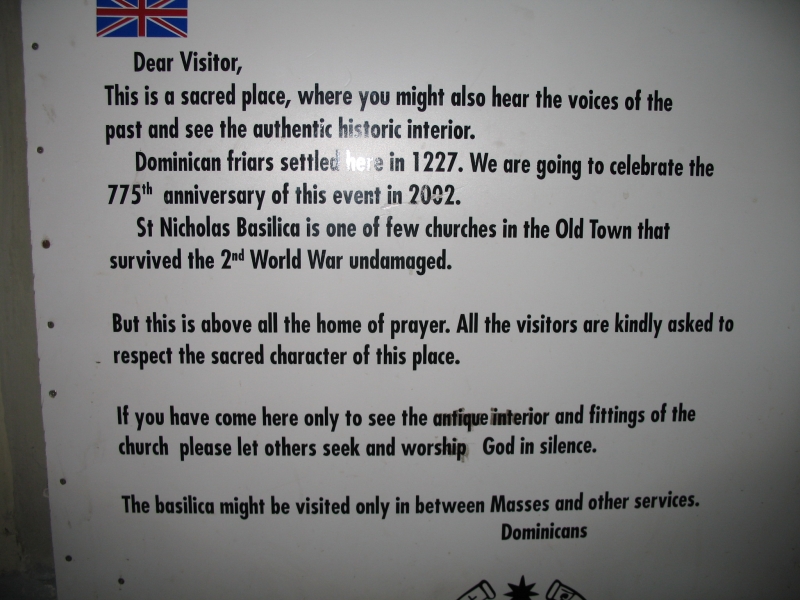 Dear Visitor,
This is a sacred place, where you might also hear the voices of the
past and see the authentic historic interior.
Dominican friars settled here in 1227. We are going to celebrate the
775th anniversary of this event in 2002.
St Nicholas Basilica is one of few churches in the Old Town that
survived the 2nd World War undamaged.
But this is above all the home of prayer. All the visitors are kindly asked to
respect the sacred character of this place.
If you have come here only to see the antique interior and fittings of the
church please let others seek and worship God in silence.
The basilica might be visited only in between Masses and other services.
Dominicans